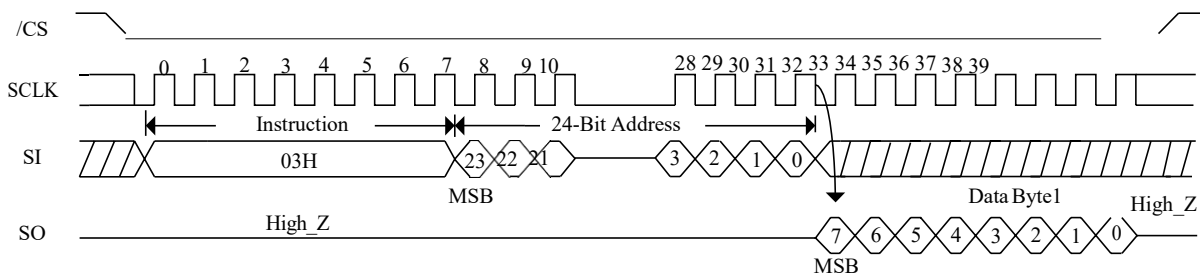 /CS
0 1 2 3 4 5 6 7 8 9 10 28 29 30 31 32 33 34 35 36 37 38 39
SCLK
Instruction 24-Bit Address
SI 03H 23 22 21 3 2 1 0
MSB Data Byte1 High_Z
High_Z
SO 7 6 5 4 3 2 1 0
MSB